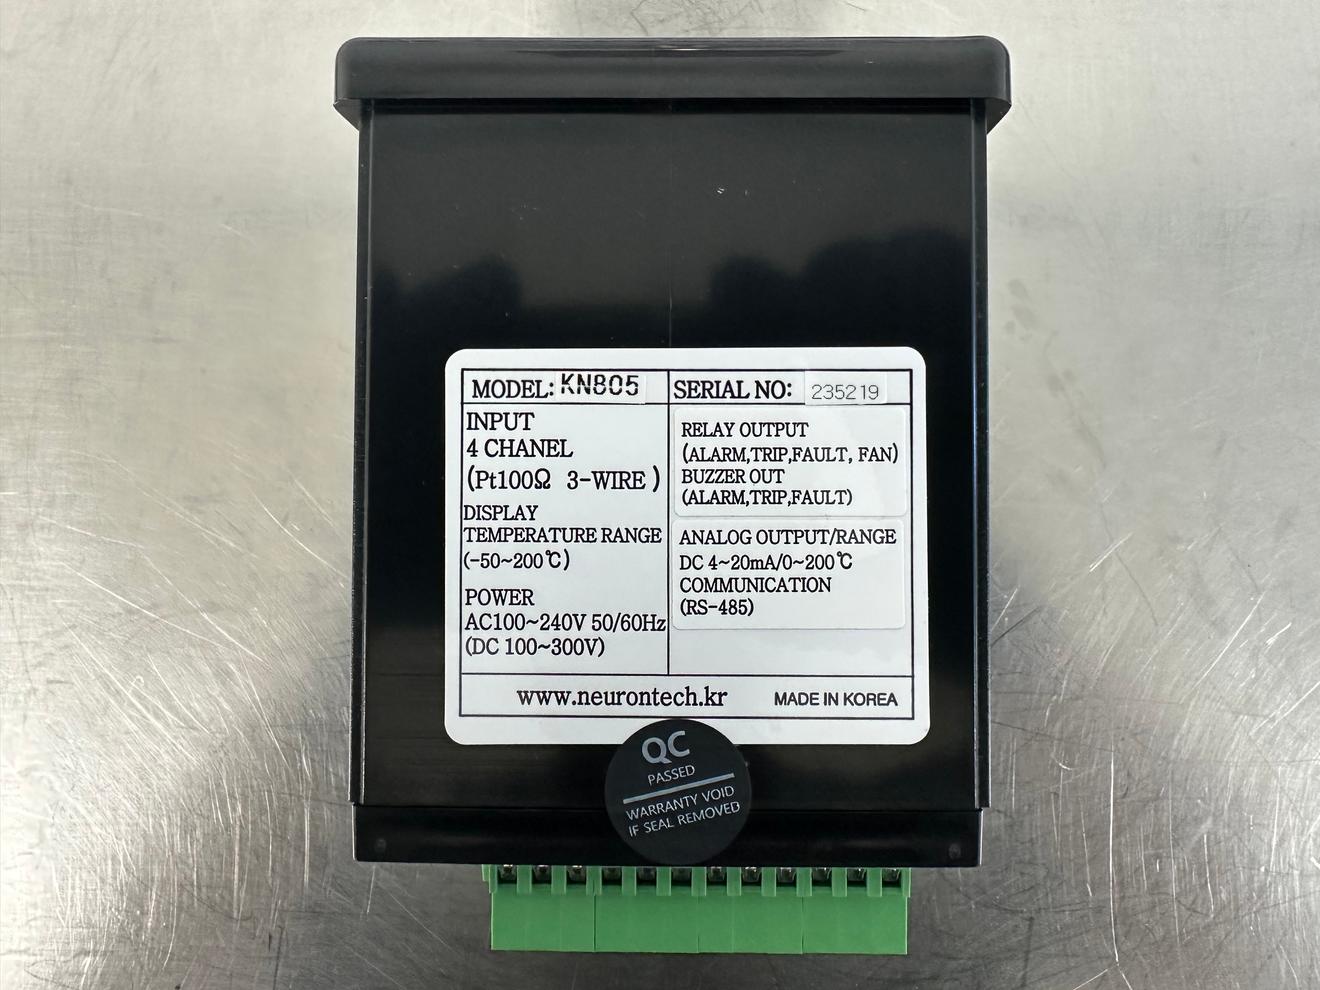 MODEL: KN805
SERIAL NO: 235219
INPUT
4 CHANEL
(Pt100Ω 3-WIRE )
DISPLAY
TEMPERATURE RANGE
(-50~200℃)
POWER
AC100~240V 50/60Hz
(DC 100~300V)
RELAY OUTPUT
(ALARM,TRIP,FAULT, FAN)
BUZZER OUT
(ALARM,TRIP,FAULT)
ANALOG OUTPUT/RANGE
DC 4~20mA/0~200℃
COMMUNICATION
(RS-485)
www.neurontech.kr
MADE IN KOREA
QC
PASSED
WARRANTY VOID
IF SEAL REMOVED